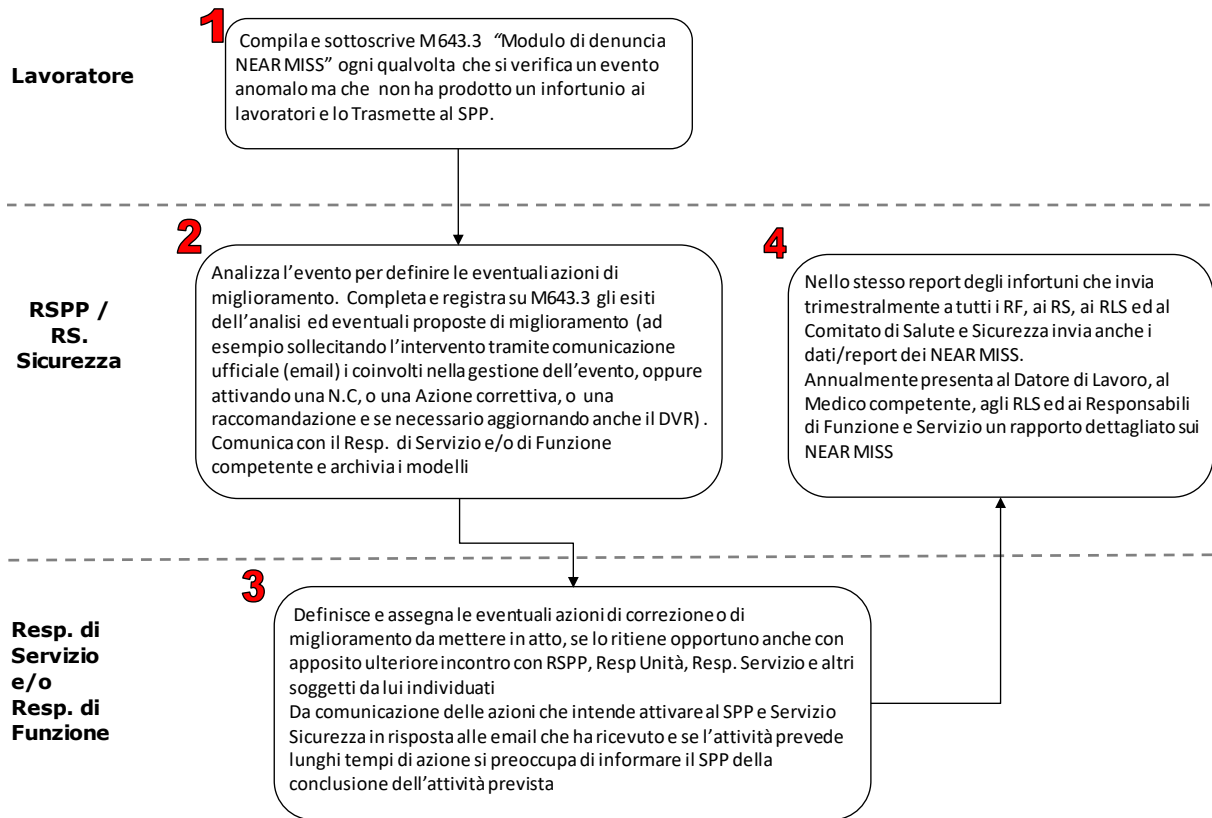 1
Lavoratore
Compila e sottoscrive M643.3 “Modulo di denuncia
NEAR MISS” ogni qualvolta che si verifica un evento
anomalo ma che non ha prodotto un infortunio ai
lavoratori e lo Trasmette al SPP.
2
RSPP /
RS.
Sicurezza
Analizza l’evento per definire le eventuali azioni di
miglioramento. Completa e registra su M643.3 gli esiti
dell’analisi ed eventuali proposte di miglioramento (ad
esempio sollecitando l’intervento tramite comunicazione
ufficiale (email) i coinvolti nella gestione dell’evento, oppure
attivando una N.C, o una Azione correttiva, o una
raccomandazione e se necessario aggiornando anche il DVR) .
Comunica con il Resp. di Servizio e/o di Funzione
competente e archivia i modelli
4
Nello stesso report degli infortuni che invia
trimestralmente a tutti i RF, ai RS, ai RLS ed al
Comitato di Salute e Sicurezza invia anche i
dati/report dei NEAR MISS.
Annualmente presenta al Datore di Lavoro, al
Medico competente, agli RLS ed ai Responsabili
di Funzione e Servizio un rapporto dettagliato sui
NEAR MISS
3
Resp. di
Servizio
e/o
Resp. di
Funzione
Definisce e assegna le eventuali azioni di correzione o di
miglioramento da mettere in atto, se lo ritiene opportuno anche con
apposito ulteriore incontro con RSPP, Resp Unità, Resp. Servizio e altri
soggetti da lui individuati
Da comunicazione delle azioni che intende attivare al SPP e Servizio
Sicurezza in risposta alle email che ha ricevuto e se l’attività prevede
lunghi tempi di azione si preoccupa di informare il SPP della
conclusione dell’attività prevista